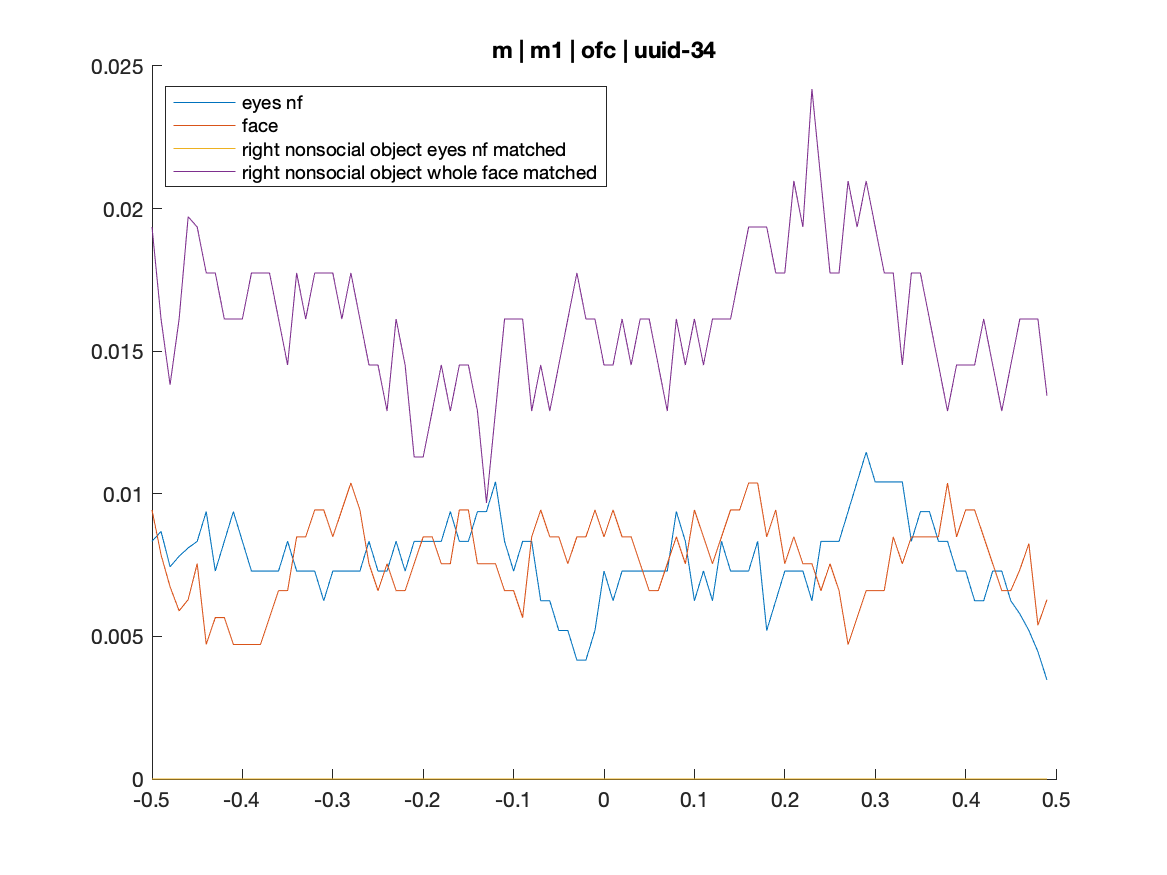 m | m1 | ofc | uuid-34
0.025
eyes nf
face
right nonsocial object eyes nf matched
right nonsocial object whole face matched
0.02
0.015
0.01
0.005
0
-0.5 -0.4 -0.3 -0.2 -0.1 0 0.1 0.2 0.3 0.4 0.5